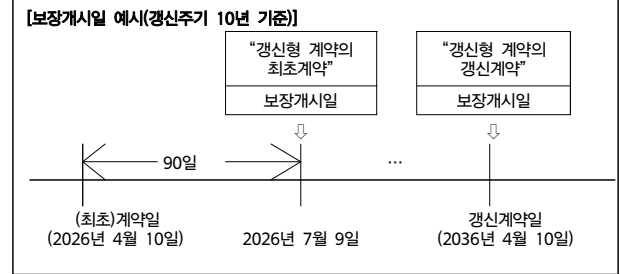 [보장개시일 예시(갱신주기 10년 기준)]
“갱신형 계약의
최초계약”
보장개시일
“갱신형 계약의
갱신계약”
보장개시일
90일
…
(최초)계약일
(2026년 4월 10일)
2026년 7월 9일
갱신계약일
(2036년 4월 10일)